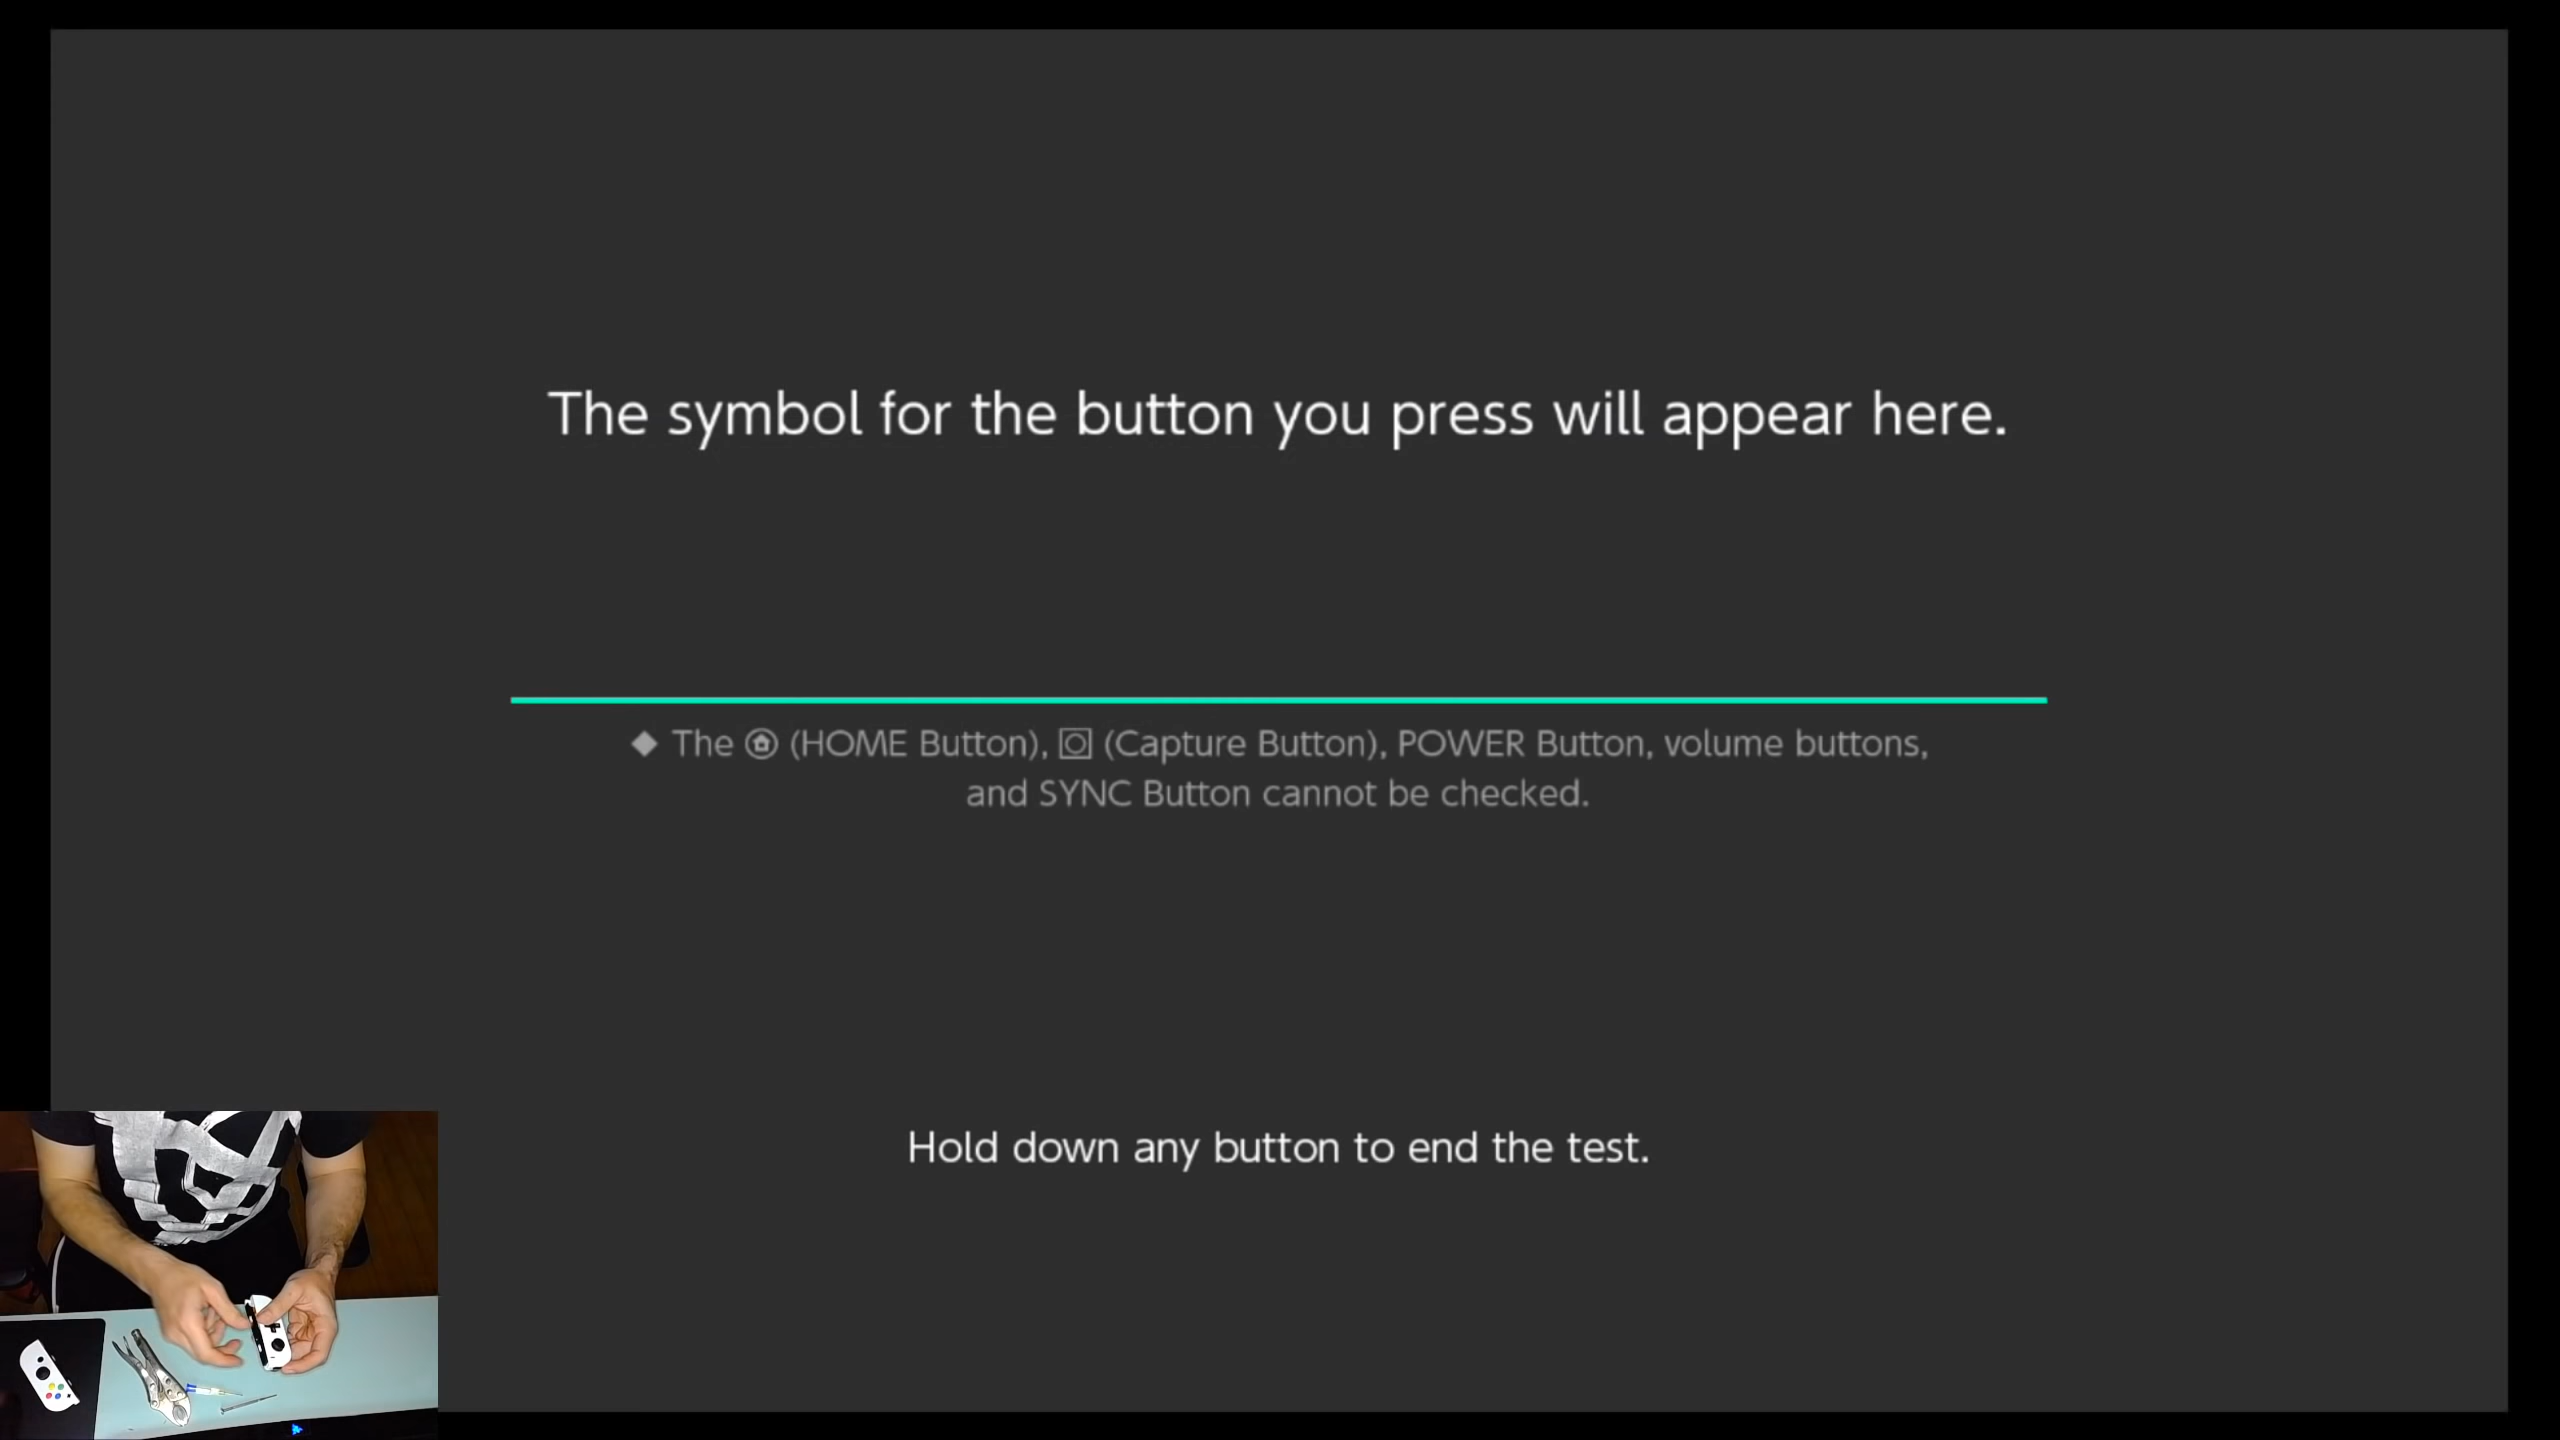 The symbol for the button you press will appear here.
◆ The (HOME Button), (Capture Button), POWER Button, volume buttons,
and SYNC Button cannot be checked.
Hold down any button to end the test.